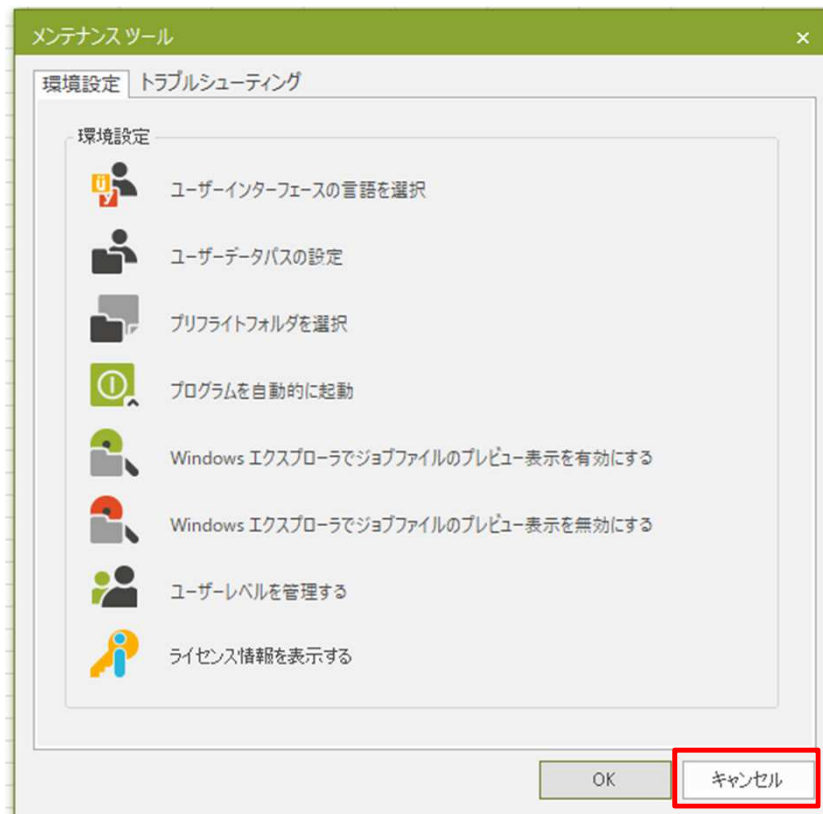 メンテナンス ツール
環境設定 トラブルシューティング
環境設定
ユーザーインターフェースの言語を選択
ユーザーデータパスの設定
プリフライトフォルダを選択
プログラムを自動的に起動
Windows エクスプローラでジョブファイルのプレビュー表示を有効にする
Windows エクスプローラでジョブファイルのプレビュー表示を無効にする
ユーザーレベルを管理する
ライセンス情報を表示する
OK キャンセル